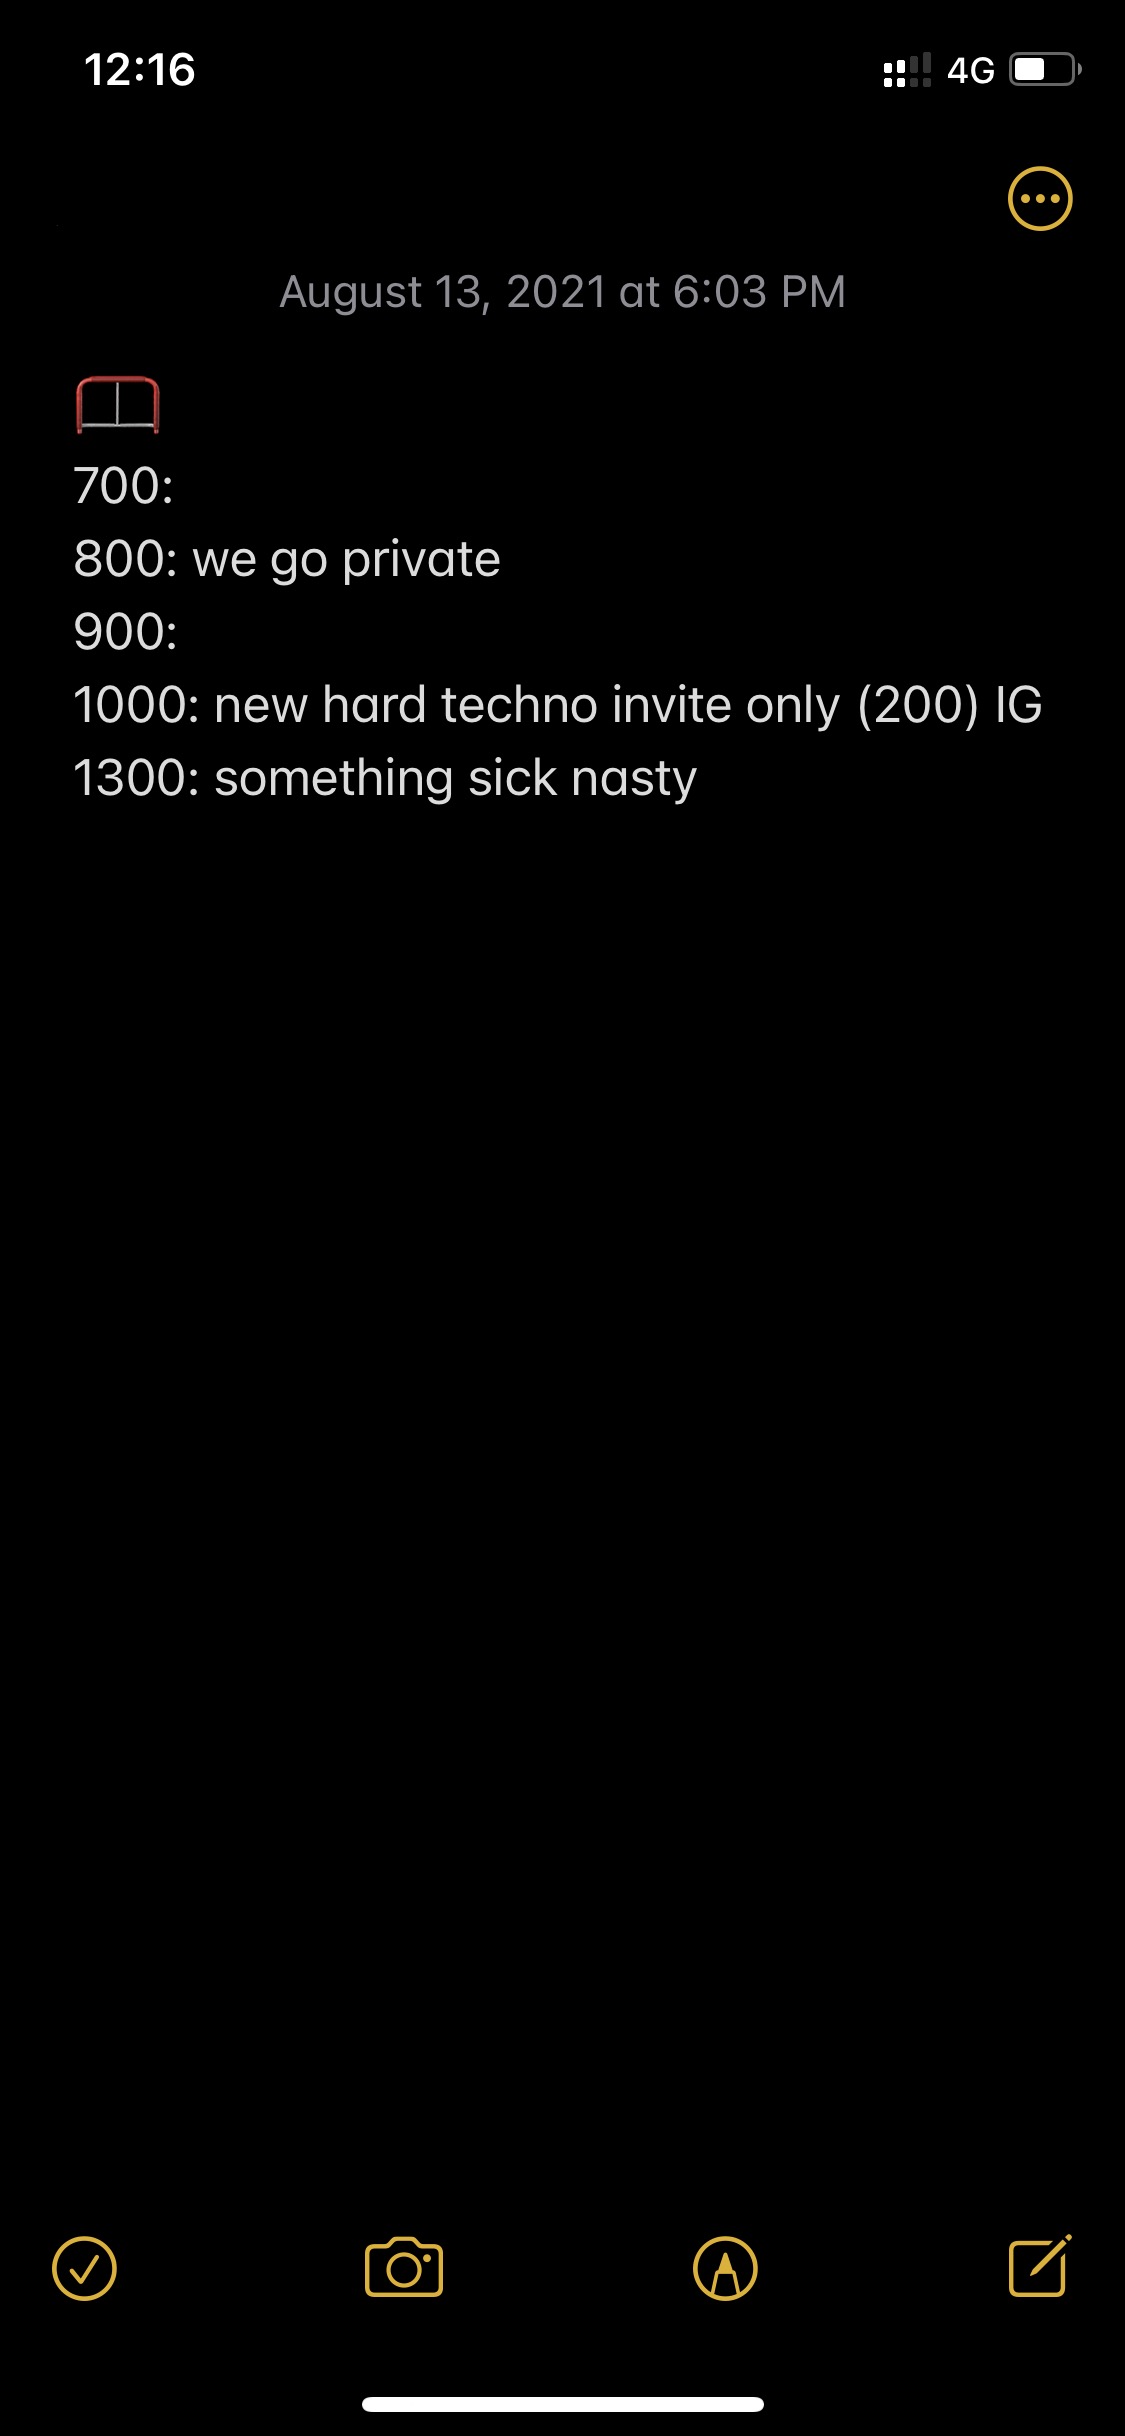 12:16
4G
August 13, 2021 at 6:03 PM
🥅
700:
800: we go private
900:
1000: new hard techno invite only (200) IG
1300: something sick nasty